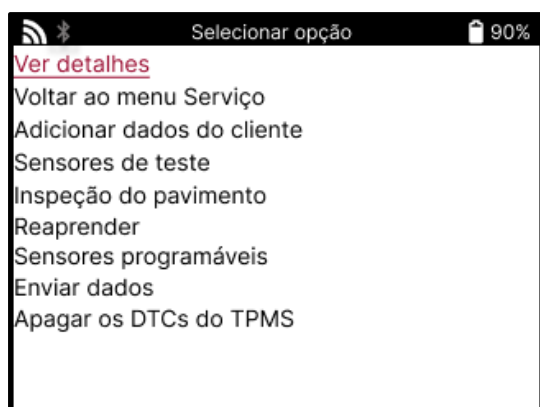 Selecionar opção 90%
Ver detalhes
Voltar ao menu Serviço
Adicionar dados do cliente
Sensores de teste
Inspeção do pavimento
Reaprender
Sensores programáveis
Enviar dados
Apagar os DTCs do TPMS